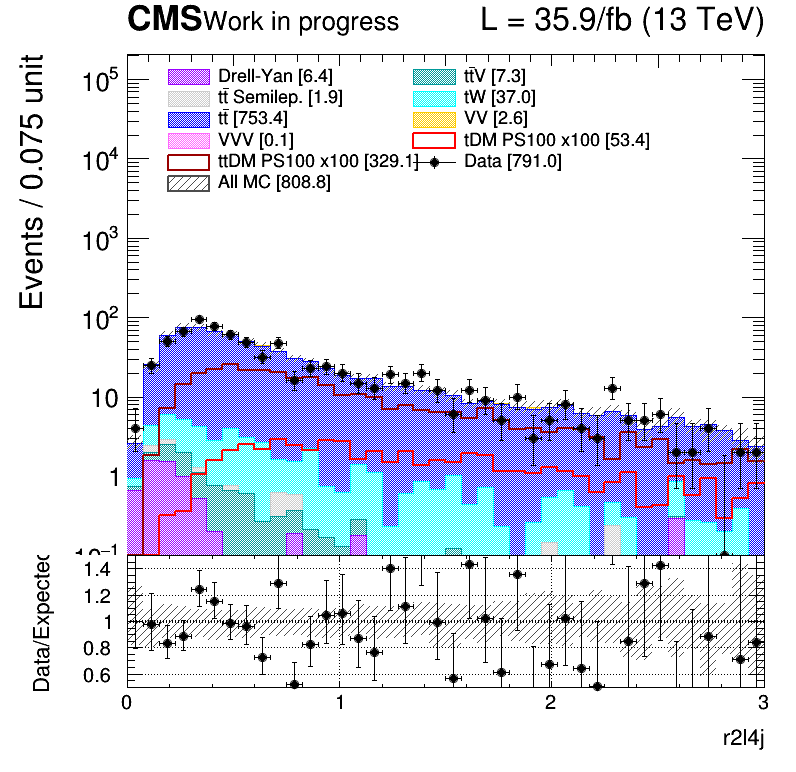 CMS Work in progress L = 35.9/fb (13 TeV)
Events / 0.075 unit
10⁵
10⁴
10³
10²
10
1
10⁻¹
Drell-Yan [6.4]
tt̄V [7.3]
tt̄ Semilep. [1.9]
tW [37.0]
tt̄ [753.4]
VV [2.6]
VVV [0.1]
tDM PS100 x100 [53.4]
ttDM PS100 x100 [329.1]
Data [791.0]
All MC [808.8]
Data/Expected
1.4
1.2
1
0.8
0.6
0 1 2 3
r2l4j